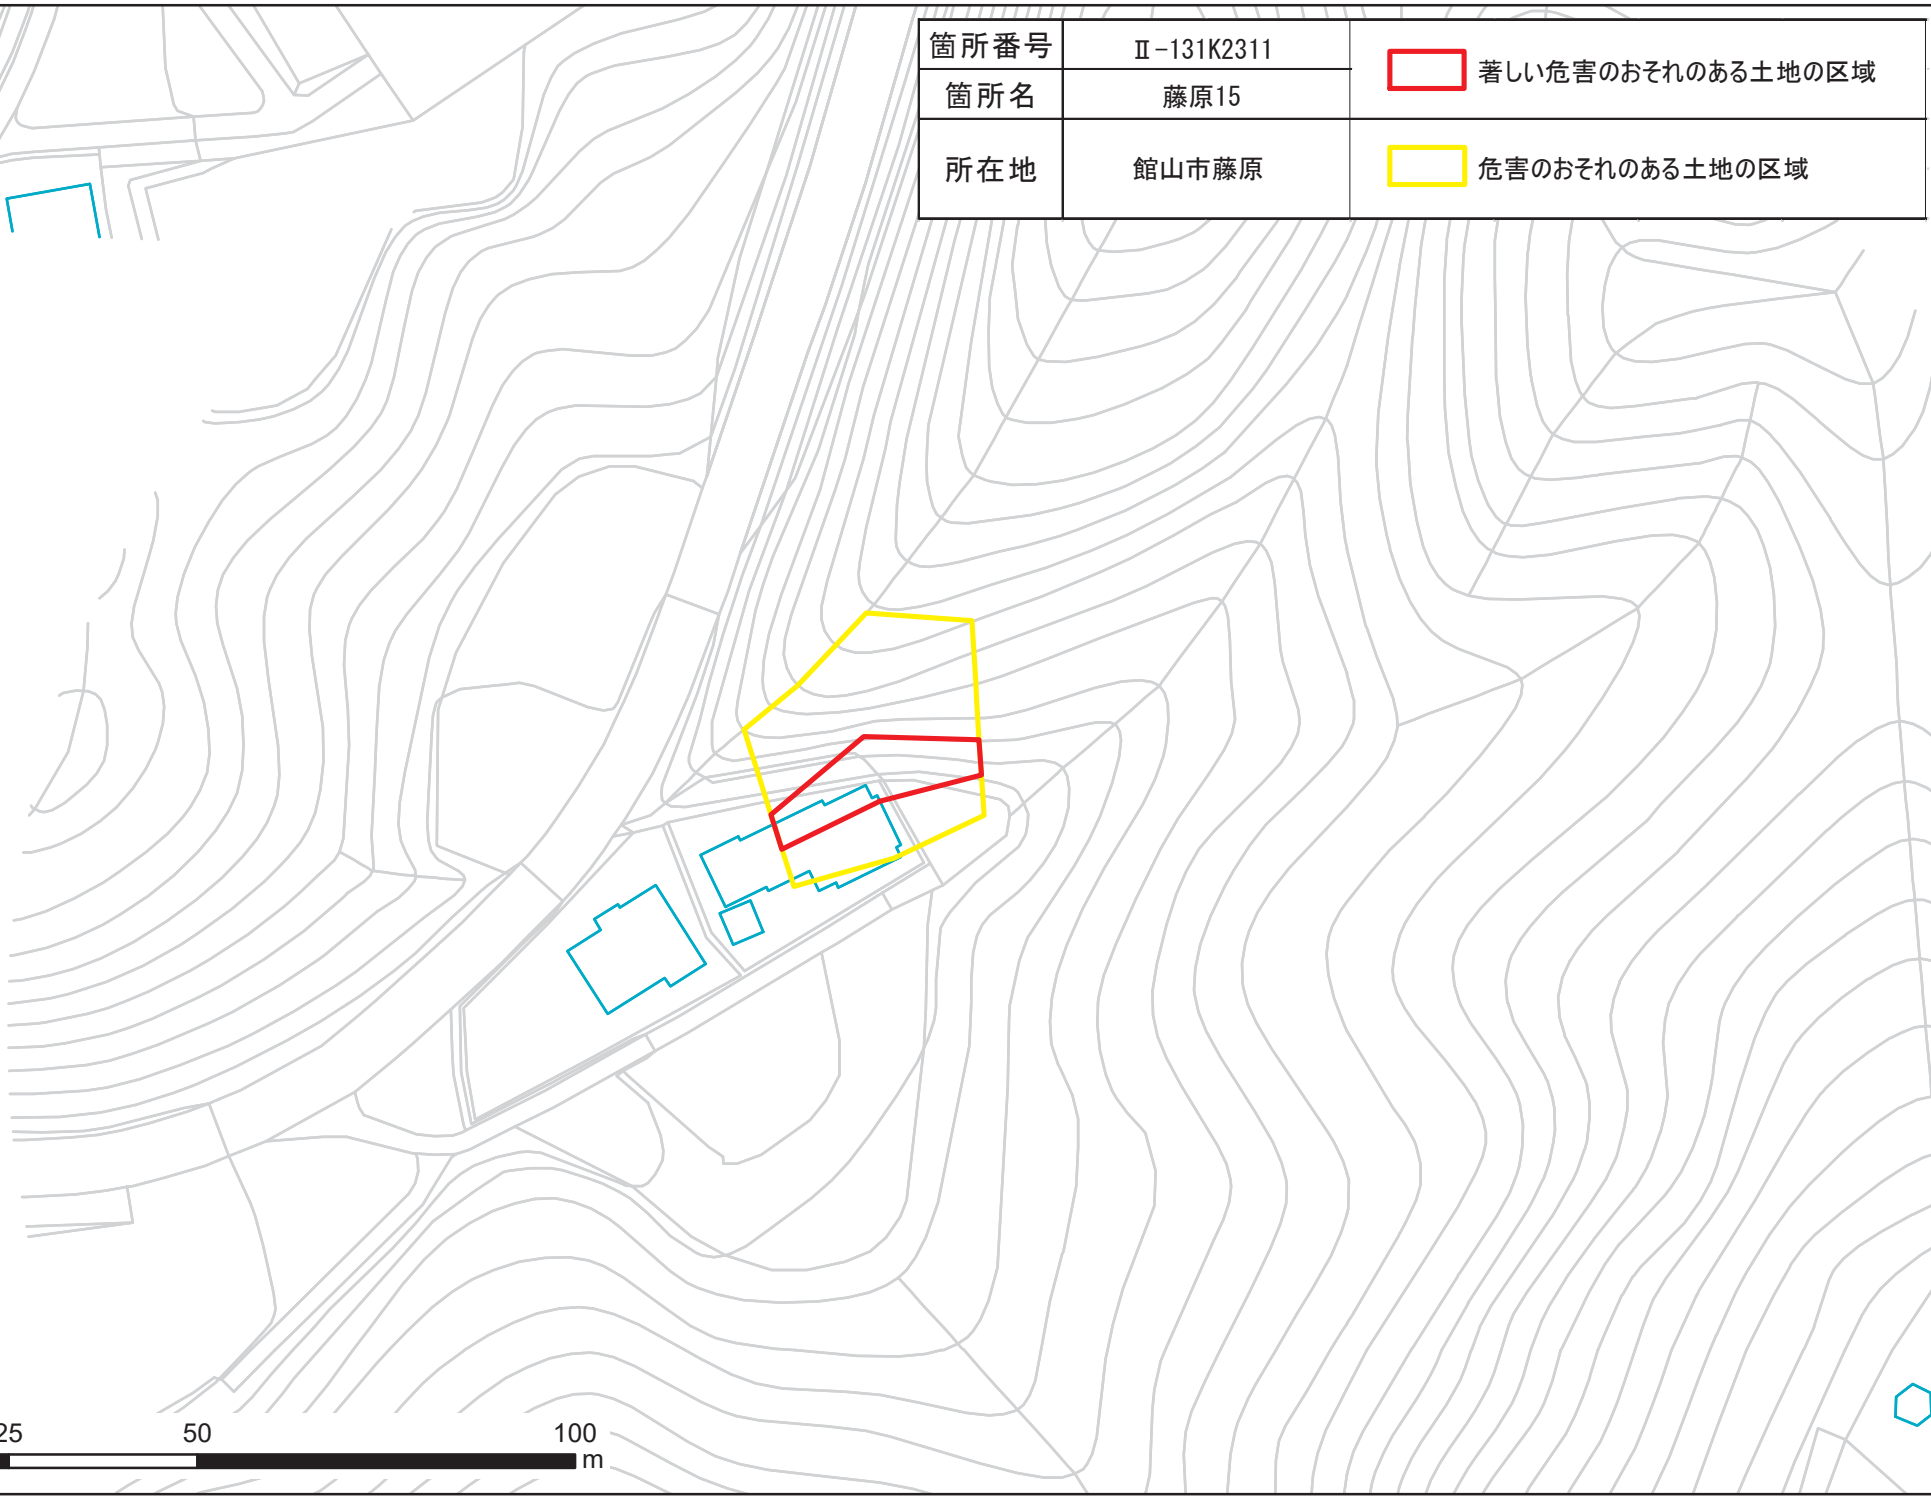 箇所番号 Ⅱ-131K2311
著しい危害のおそれのある土地の区域
箇所名 藤原15
所在地 館山市藤原
危害のおそれのある土地の区域
25 50 100
m